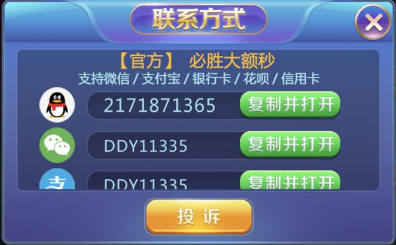 联系方式
【官方】 必胜大额秒
支持微信 / 支付宝 / 银行卡 / 花呗 / 信用卡
2171871365 复制并打开
DDY11335 复制并打开
支 DDY11335 复制并打开
投诉